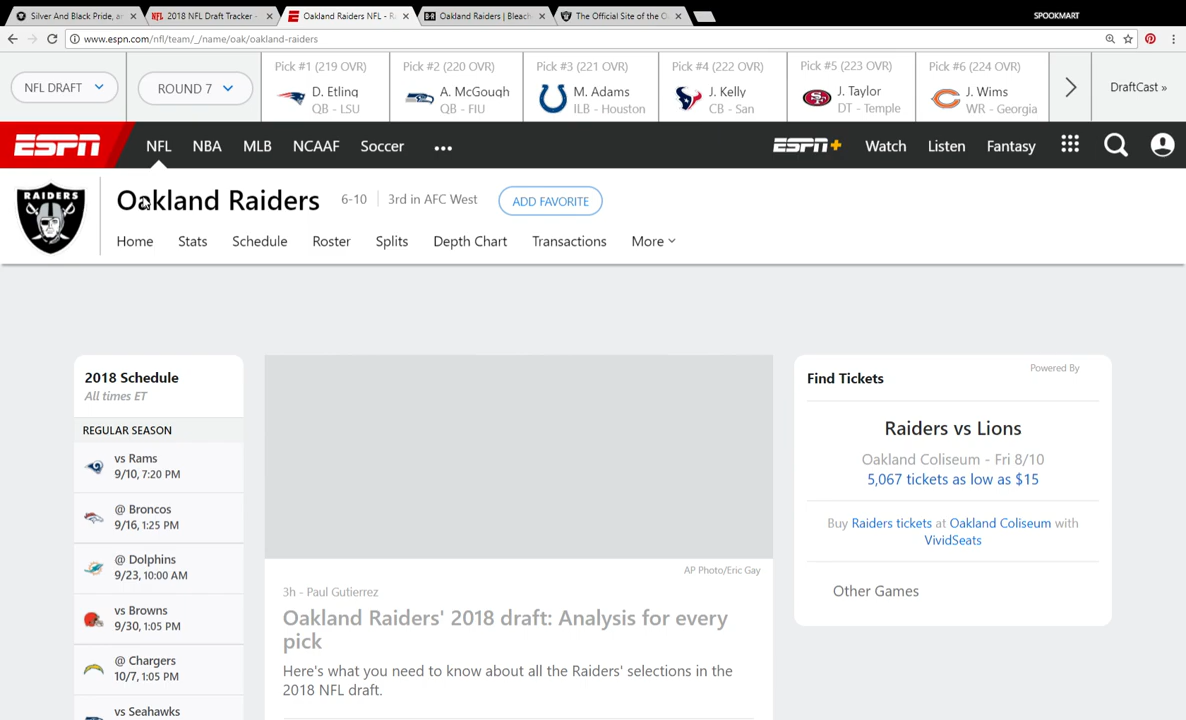 Silver And Black Pride, a
2018 NFL Draft Tracker -
Oakland Raiders NFL - R
Oakland Raiders | Bleach
The Official Site of the O
SPOOKMART
www.espn.com/nfl/team/_/name/oak/oakland-raiders
NFL DRAFT
ROUND 7
Pick #1 (219 OVR)
D. Etling
QB - LSU
Pick #2 (220 OVR)
A. McGough
QB - FIU
Pick #3 (221 OVR)
M. Adams
ILB - Houston
Pick #4 (222 OVR)
J. Kelly
CB - San
Pick #5 (223 OVR)
J. Taylor
DT - Temple
Pick #6 (224 OVR)
J. Wims
WR - Georgia
DraftCast »
ESPN
NFL
NBA
MLB
NCAAF
Soccer
•••
ESPN+
Watch
Listen
Fantasy
RAIDERS
Oakland Raiders
6-10
3rd in AFC West
ADD FAVORITE
Home
Stats
Schedule
Roster
Splits
Depth Chart
Transactions
More
2018 Schedule
All times ET
REGULAR SEASON
vs Rams
9/10, 7:20 PM
@ Broncos
9/16, 1:25 PM
@ Dolphins
9/23, 10:00 AM
vs Browns
9/30, 1:05 PM
@ Chargers
10/7, 1:05 PM
vs Seahawks
AP Photo/Eric Gay
3h - Paul Gutierrez
Oakland Raiders' 2018 draft: Analysis for every
pick
Here's what you need to know about all the Raiders' selections in the
2018 NFL draft.
Find Tickets
Powered By
Raiders vs Lions
Oakland Coliseum - Fri 8/10
5,067 tickets as low as $15
Buy Raiders tickets at Oakland Coliseum with
VividSeats
Other Games